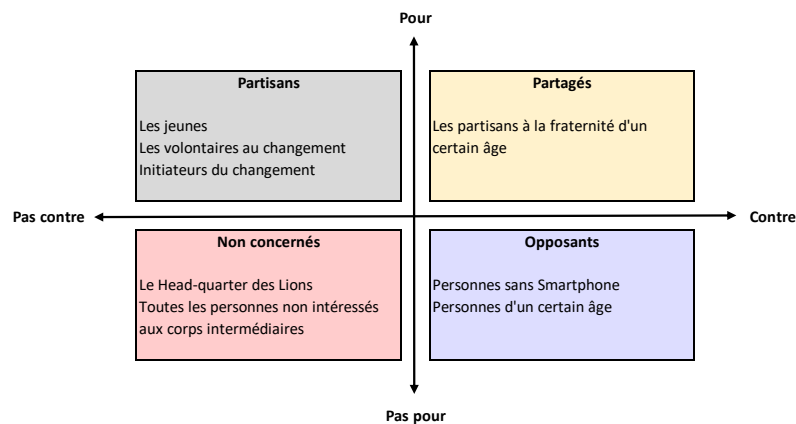 Pour
Partisans
Les jeunes
Les volontaires au changement
Initiateurs du changement
Partagés
Les partisans à la fraternité d'un
certain âge
Pas contre
Contre
Non concernés
Le Head-quarter des Lions
Toutes les personnes non intéressés
aux corps intermédiaires
Opposants
Personnes sans Smartphone
Personnes d'un certain âge
Pas pour